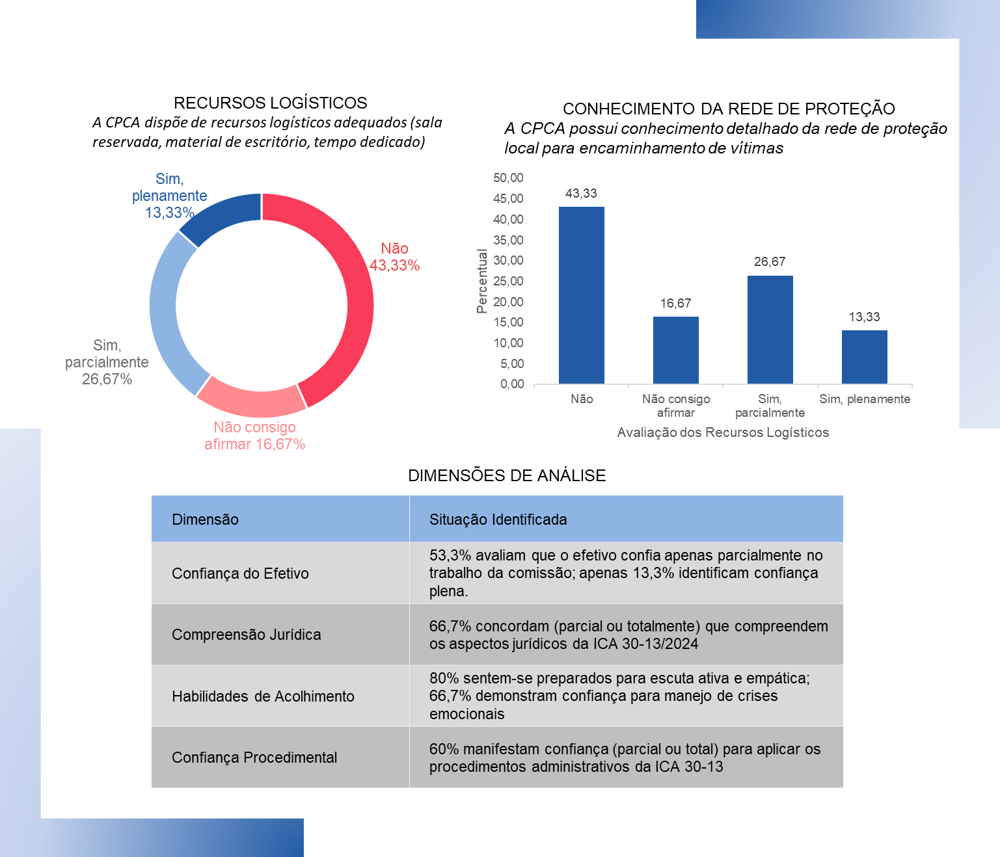 RECURSOS LOGÍSTICOS
A CPCA dispõe de recursos logísticos adequados (sala
reservada, material de escritório, tempo dedicado)
Sim,
plenamente
13,33%
Não
43,33%
Sim,
parcialmente
26,67%
Não consigo
afirmar 16,67%
CONHECIMENTO DA REDE DE PROTEÇÃO
A CPCA possui conhecimento detalhado da rede de proteção
local para encaminhamento de vítimas
Percentual
50,00
45,00
40,00
35,00
30,00
25,00
20,00
15,00
10,00
5,00
0,00
43,33
16,67
26,67
13,33
Não
Não consigo
afirmar
Sim,
parcialmente
Sim, plenamente
Avaliação dos Recursos Logísticos
DIMENSÕES DE ANÁLISE
Dimensão
Situação Identificada
Confiança do Efetivo
53,3% avaliam que o efetivo confia apenas parcialmente no
trabalho da comissão; apenas 13,3% identificam confiança
plena.
Compreensão Jurídica
66,7% concordam (parcial ou totalmente) que compreendem
os aspectos jurídicos da ICA 30-13/2024
Habilidades de Acolhimento
80% sentem-se preparados para escuta ativa e empática;
66,7% demonstram confiança para manejo de crises
emocionais
Confiança Procedimental
60% manifestam confiança (parcial ou total) para aplicar os
procedimentos administrativos da ICA 30-13